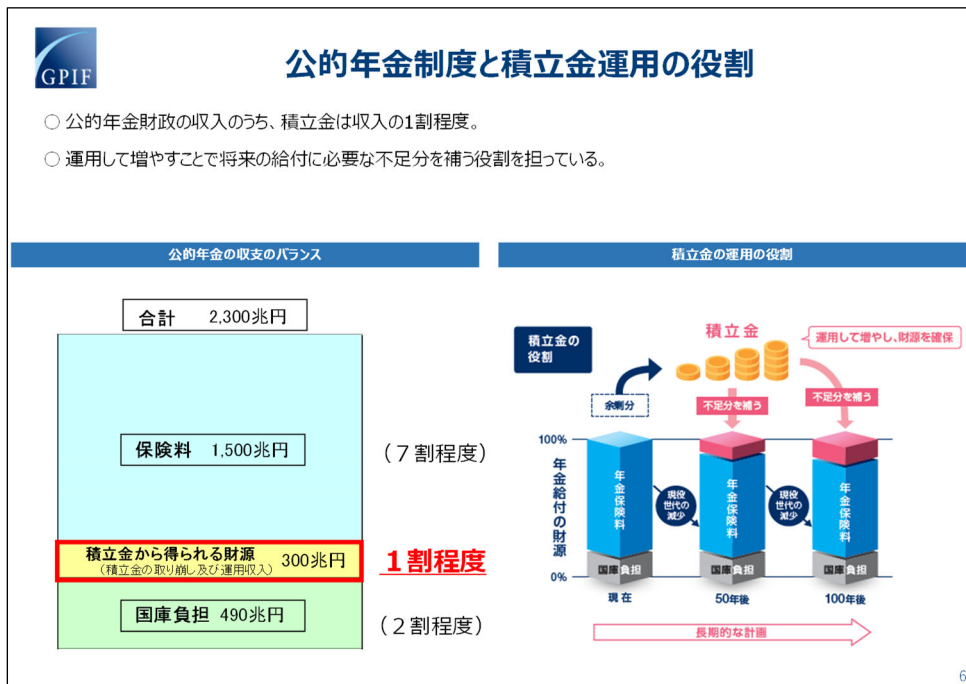 GPIF
公的年金制度と積立金運用の役割
○ 公的年金財政の収入のうち、積立金は収入の1割程度。
○ 運用して増やすことで将来の給付に必要な不足分を補う役割を担っている。
公的年金の収支のバランス
合計 2,300兆円
保険料 1,500兆円
（７割程度）
積立金から得られる財源
（積立金の取り崩し及び運用収入）
300兆円
１割程度
国庫負担 490兆円
（２割程度）
積立金の運用の役割
積立金の
役割
積立金
運用して増やし、財源を確保
余剰分
不足分を補う
不足分を補う
100%
年金給付の財源
0%
年金保険料
現役
世代の
減少
年金保険料
現役
世代の
減少
年金保険料
国庫負担
国庫負担
国庫負担
現在
50年後
100年後
長期的な計画
6